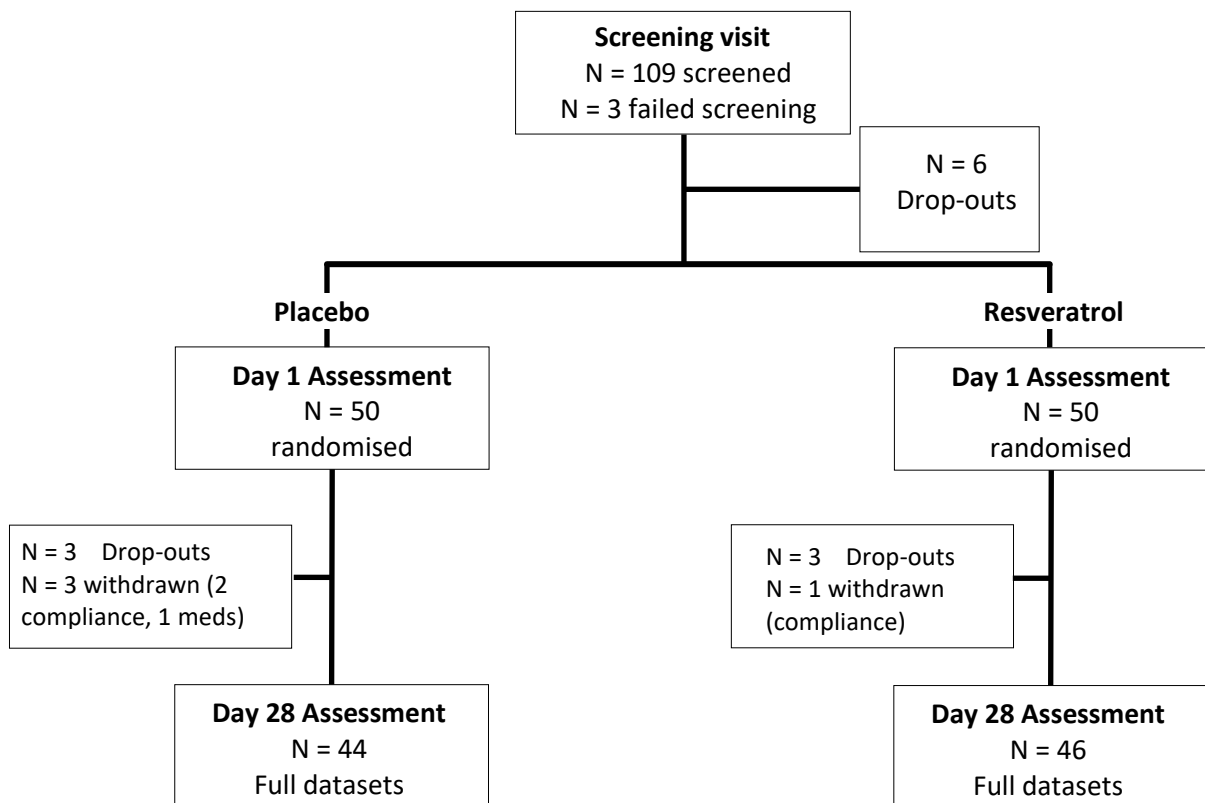 Screening visit
N = 109 screened
N = 3 failed screening
N = 6
Drop-outs
Placebo
Resveratrol
Day 1 Assessment
N = 50
randomised
Day 1 Assessment
N = 50
randomised
N = 3 Drop-outs
N = 3 withdrawn (2
compliance, 1 meds)
N = 3 Drop-outs
N = 1 withdrawn
(compliance)
Day 28 Assessment
N = 44
Full datasets
Day 28 Assessment
N = 46
Full datasets